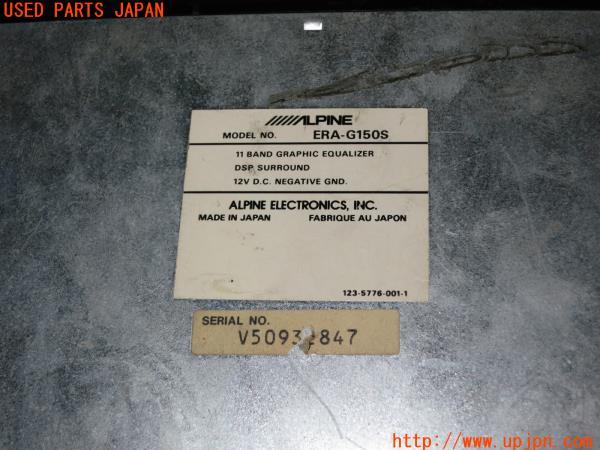 USED PARTS JAPAN
ALPINE
MODEL NO. ERA-G150S
11 BAND GRAPHIC EQUALIZER
DSP SURROUND
12V D.C. NEGATIVE GND.
ALPINE ELECTRONICS, INC.
MADE IN JAPAN FABRIQUE AU JAPON
123-5776-001-1
SERIAL NO.
http://www.upjpn.com